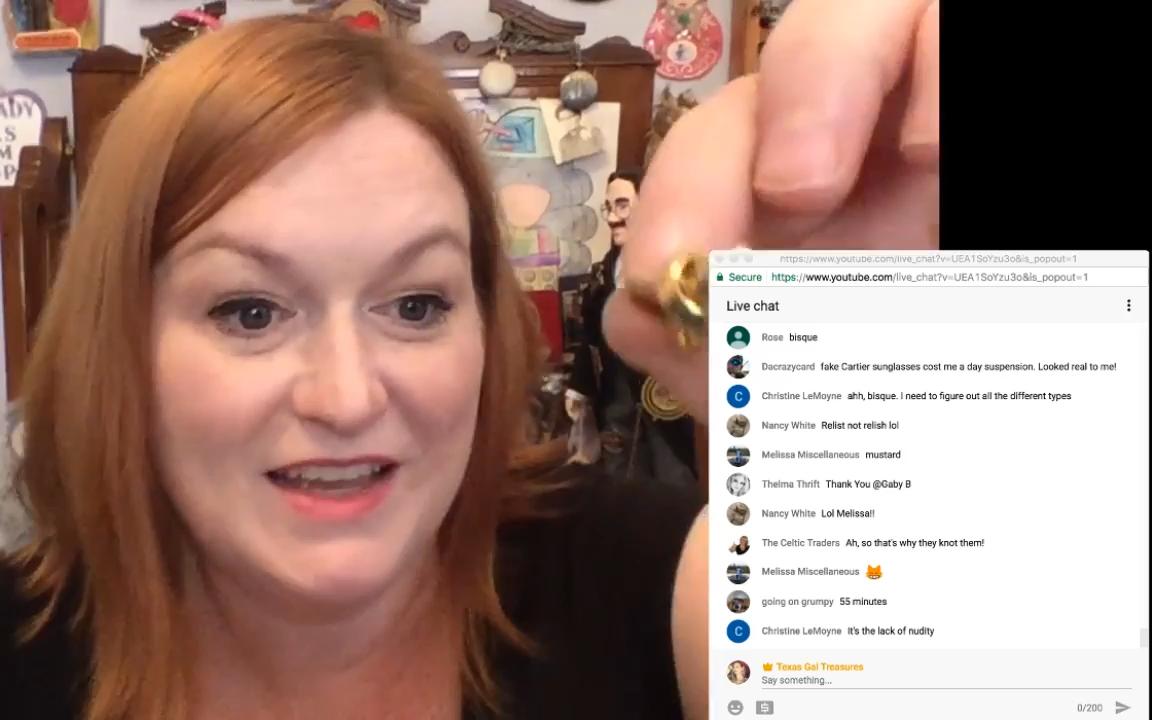 ADY
S
M
OP
https://www.youtube.com/live_chat?v=UEA1SoYzu3o&is_popout=1
Secure https://www.youtube.com/live_chat?v=UEA1SoYzu3o&is_popout=1
Live chat
Rose bisque
Dacrazycard fake Cartier sunglasses cost me a day suspension. Looked real to me!
C Christine LeMoyne ahh, bisque. I need to figure out all the different types
Nancy White Relist not relish lol
Melissa Miscellaneous mustard
Thelma Thrift Thank You @Gaby B
Nancy White Lol Melissa!!
The Celtic Traders Ah, so that's why they knot them!
Melissa Miscellaneous
going on grumpy 55 minutes
C Christine LeMoyne It's the lack of nudity
Texas Gal Treasures
Say something...
0/200